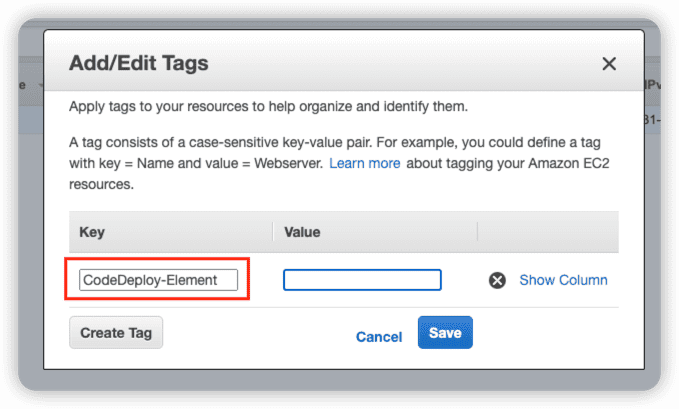 Add/Edit Tags
Apply tags to your resources to help organize and identify them.
A tag consists of a case-sensitive key-value pair. For example, you could define a tag
with key = Name and value = Webserver. Learn more about tagging your Amazon EC2
resources.
Key Value
CodeDeploy-Element Show Column
Create Tag Cancel Save